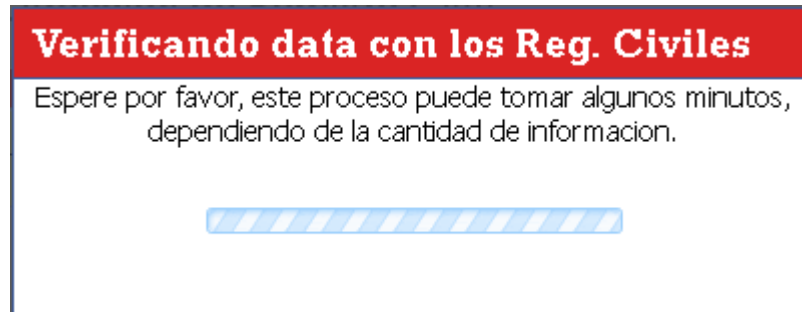 Verificando data con los Reg. Civiles
Espere por favor, este proceso puede tomar algunos minutos,
dependiendo de la cantidad de informacion.